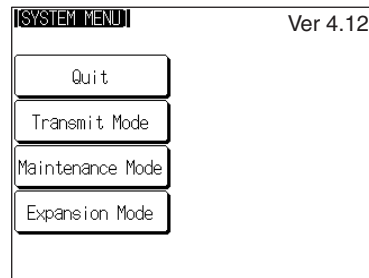 [SYSTEM MENU]
Ver 4.12
Quit
Transmit Mode
Maintenance Mode
Expansion Mode